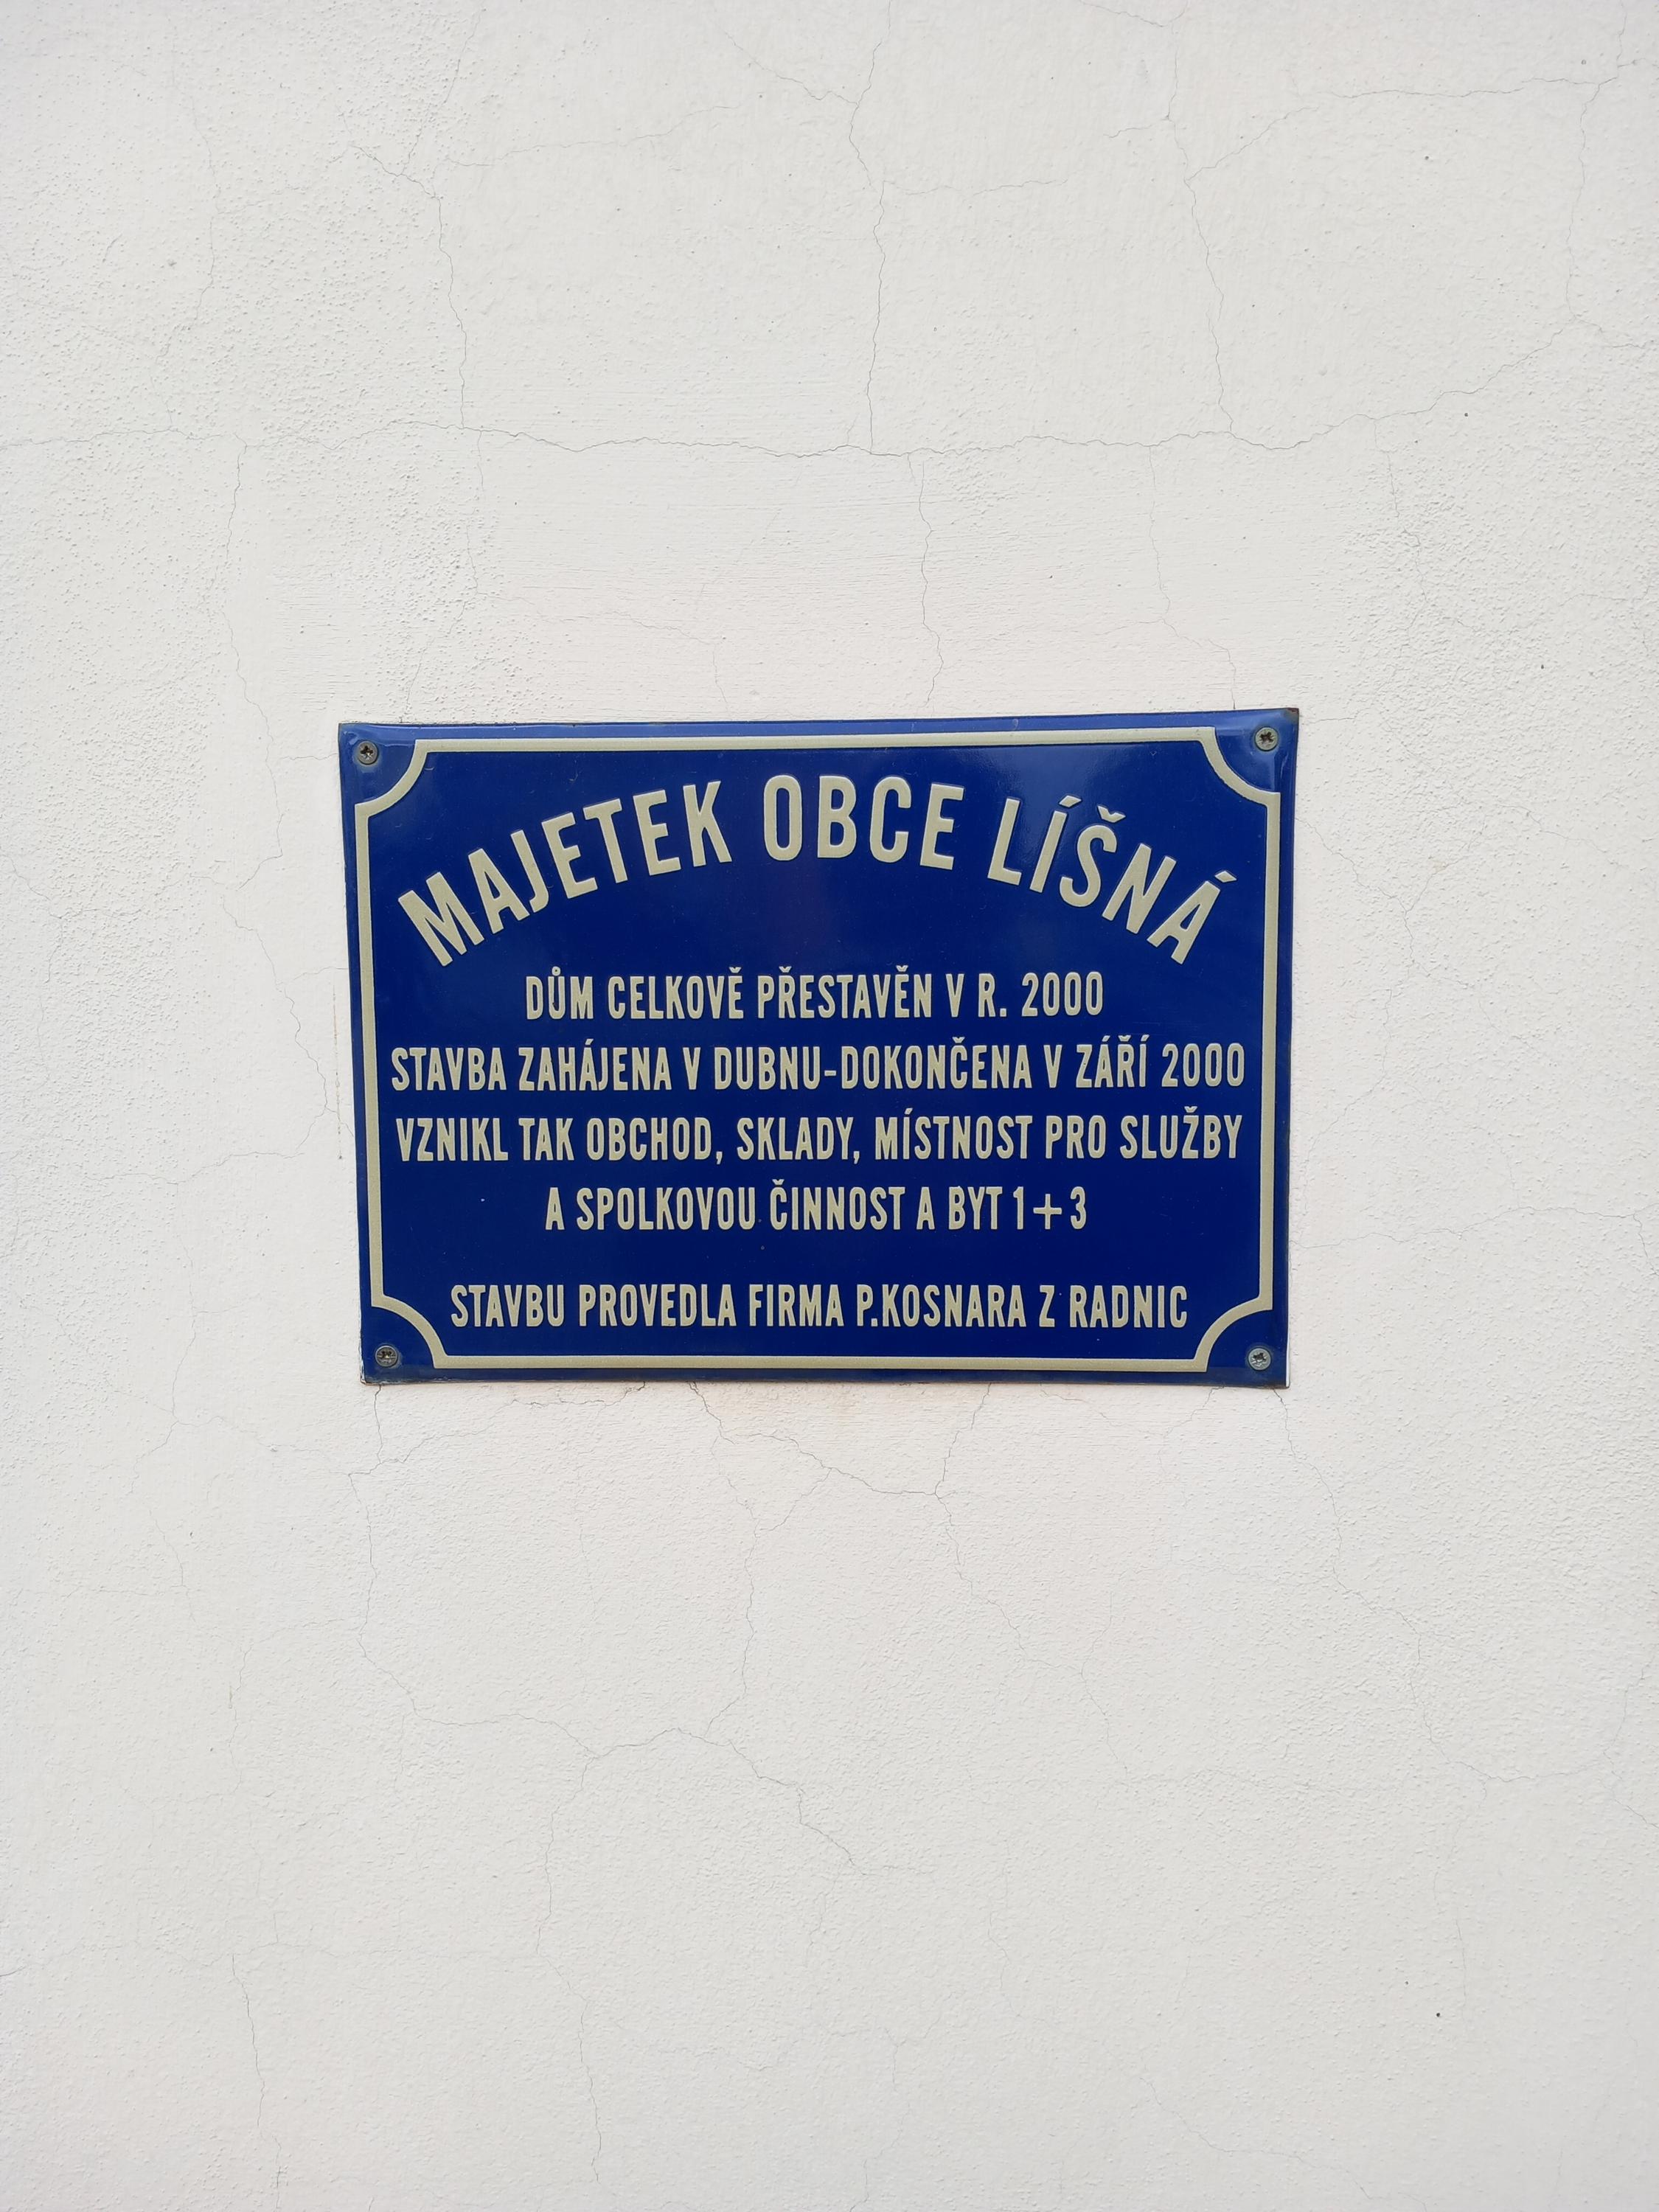 MAJETEK OBCE LÍŠNÁ
DŮM CELKOVĚ PŘESTAVĚN V R. 2000
STAVBA ZAHÁJENA V DUBNU-DOKONČENA V ZÁŘÍ 2000
VZNIKL TAK OBCHOD, SKLADY, MÍSTNOST PRO SLUŽBY
A SPOLKOVOU ČINNOST A BYT 1+3
STAVBU PROVEDLA FIRMA P.KOSNARA Z RADNIC